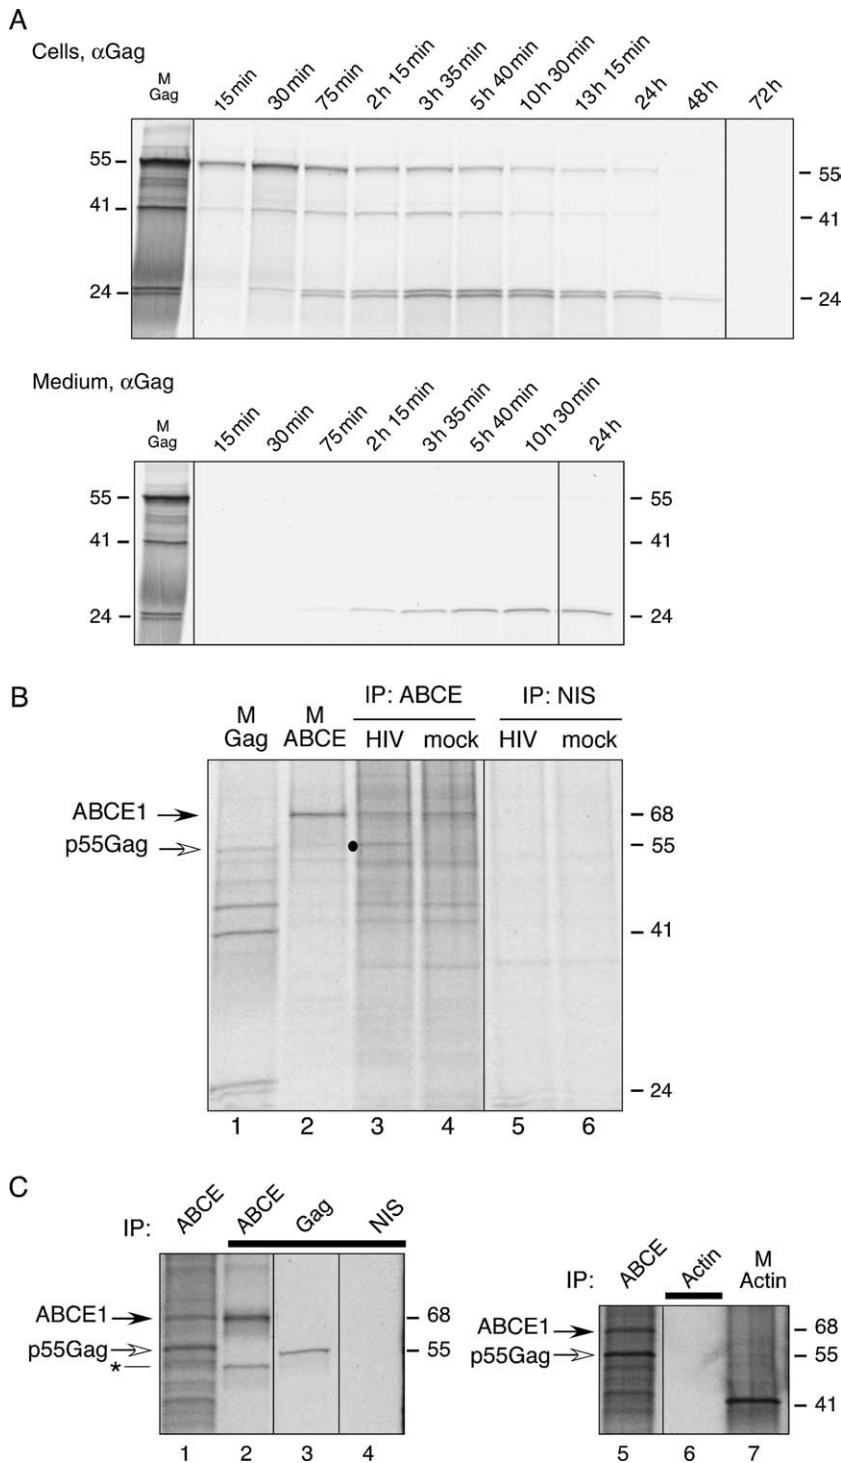 A
Cells, αGag
M
Gag
15min
30min
75min
2h 15min
3h 35min
5h 40min
10h 30min
13h 15min
24h
48h
72h
55
41
24
55
41
24
Medium, αGag
M
Gag
15min
30min
75min
2h 15min
3h 35min
5h 40min
10h 30min
24h
55
41
24
55
41
24
B
M
Gag
M
ABCE
IP: ABCE
HIV mock
IP: NIS
HIV mock
ABCE1
p55Gag
68
55
41
24
1 2 3 4 5 6
C
IP: ABCE ABCE Gag NIS
ABCE1
p55Gag
*
68
55
1 2 3 4
IP: ABCE Actin M
Actin
ABCE1
p55Gag
68
55
41
5 6 7